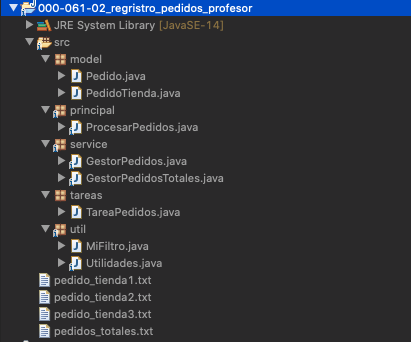 000-061-02_regristro_pedidos_profesor
JRE System Library [JavaSE-14]
src
model
Pedido.java
PedidoTienda.java
principal
ProcesarPedidos.java
service
GestorPedidos.java
GestorPedidosTotales.java
tareas
TareaPedidos.java
util
MiFiltro.java
Utilidades.java
pedido_tienda1.txt
pedido_tienda2.txt
pedido_tienda3.txt
pedidos_totales.txt